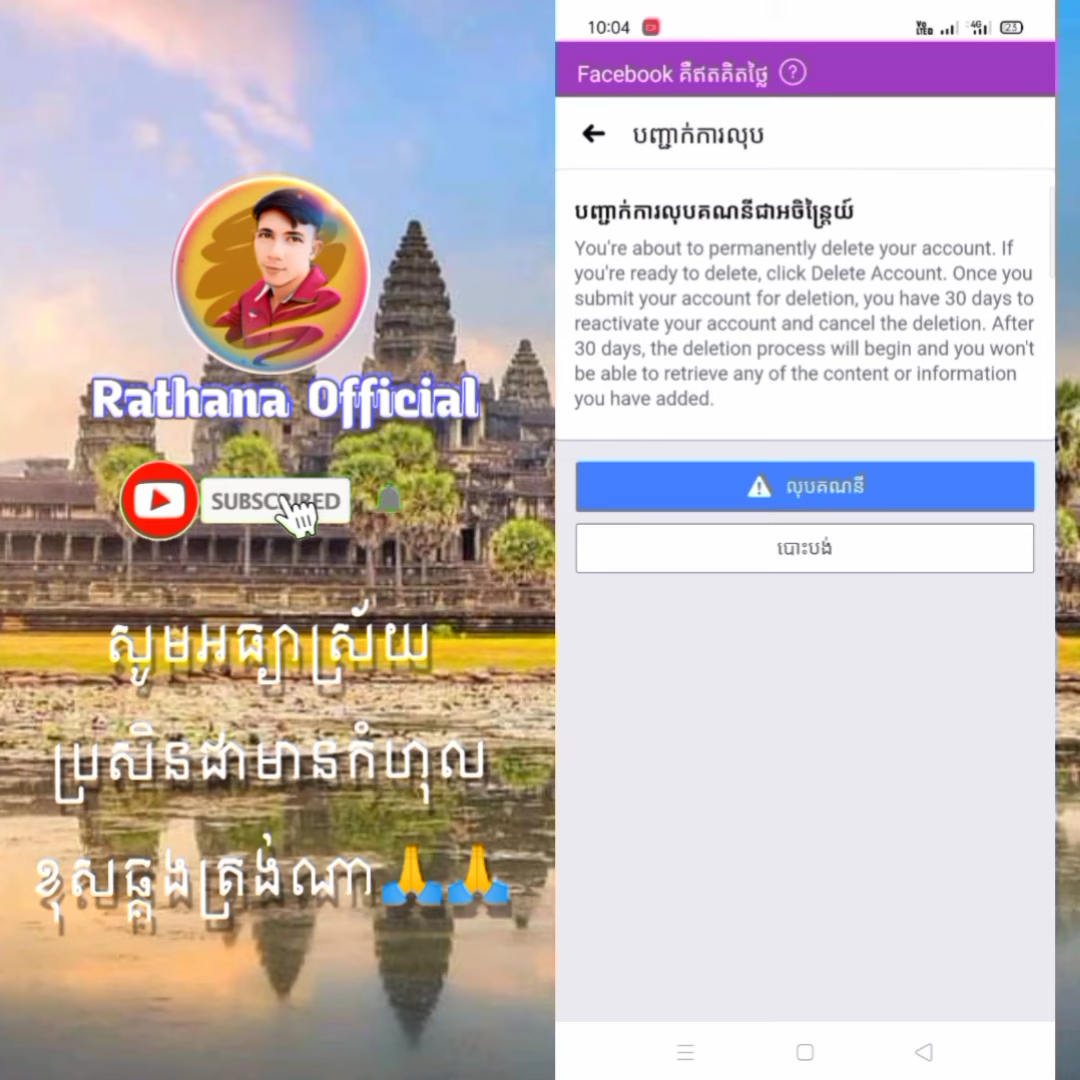 Rathana Official
SUBSCRIBED
សូមអធ្យាស្រ័យ
ប្រសិនជាមានកំហុល
ខុសឆ្គងត្រង់ណា🙏🙏
10:04
Vo
LTE
4G
23
Facebook គឺឥតគិតថ្លៃ ?
បញ្ជាក់ការលុប
បញ្ជាក់ការលុបគណនីជាអចិន្ត្រៃយ៍
You're about to permanently delete your account. If
you're ready to delete, click Delete Account. Once you
submit your account for deletion, you have 30 days to
reactivate your account and cancel the deletion. After
30 days, the deletion process will begin and you won't
be able to retrieve any of the content or information
you have added.
លុបគណនី
បោះបង់